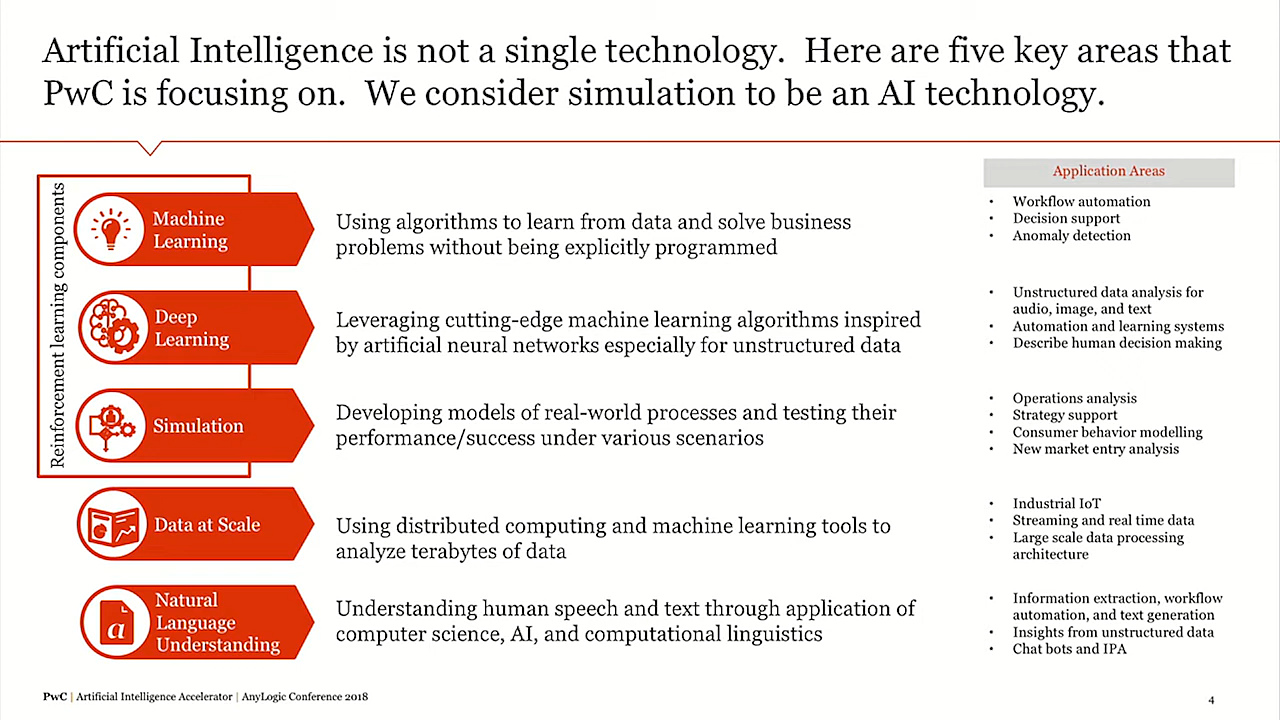 Artificial Intelligence is not a single technology.  Here are five key areas that
PwC is focusing on.  We consider simulation to be an AI technology.
Application Areas
Reinforcement learning components
Machine
Learning
Using algorithms to learn from data and solve business
problems without being explicitly programmed
• Workflow automation
• Decision support
• Anomaly detection
Deep
Learning
Leveraging cutting-edge machine learning algorithms inspired
by artificial neural networks especially for unstructured data
• Unstructured data analysis for
audio, image, and text
• Automation and learning systems
• Describe human decision making
Simulation
Developing models of real-world processes and testing their
performance/success under various scenarios
• Operations analysis
• Strategy support
• Consumer behavior modelling
• New market entry analysis
Data at Scale
Using distributed computing and machine learning tools to
analyze terabytes of data
• Industrial IoT
• Streaming and real time data
• Large scale data processing
architecture
a
Natural
Language
Understanding
Understanding human speech and text through application of
computer science, AI, and computational linguistics
• Information extraction, workflow
automation, and text generation
• Insights from unstructured data
• Chat bots and IPA
PwC | Artificial Intelligence Accelerator | AnyLogic Conference 2018
4